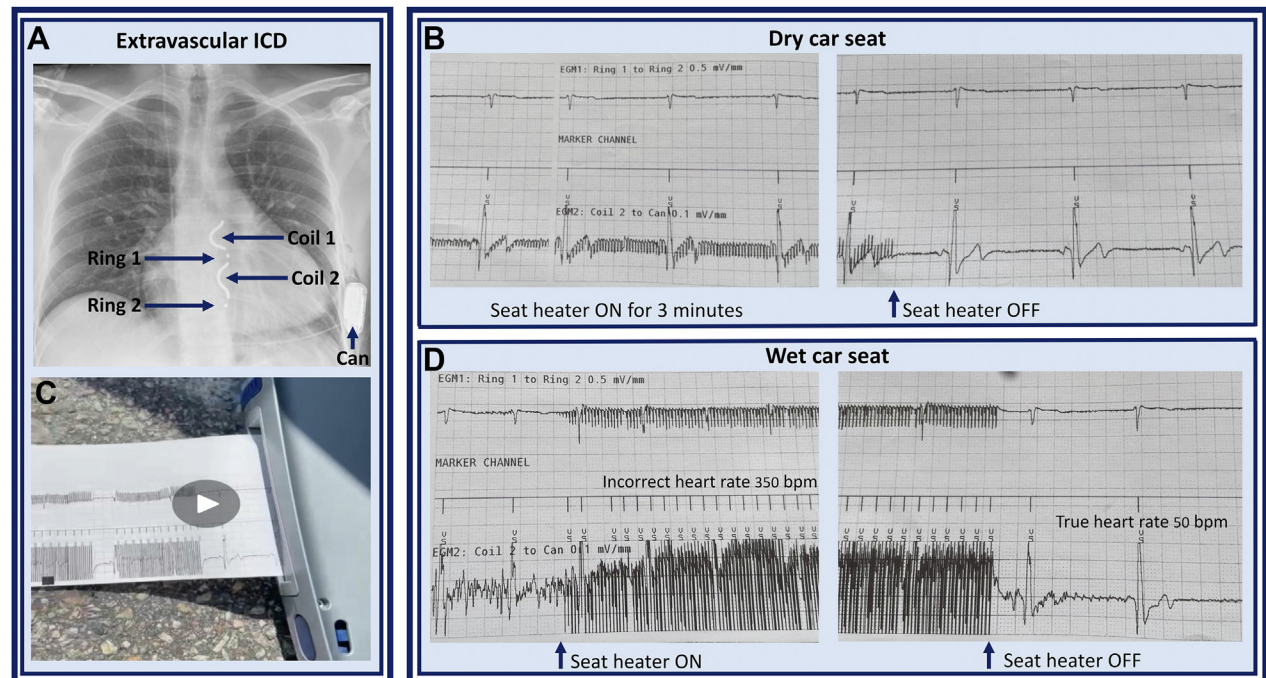 A
Extravascular ICD
Coil 1
Ring 1
Coil 2
Ring 2
Can
B
Dry car seat
EGM1: Ring 1 to Ring 2 0.5 mV/mm
MARKER CHANNEL
V S
V S
V S
V S
EGM2: Coil 2 to Can 0.1 mV/mm
V S
V S
V S
V S
Seat heater ON for 3 minutes
Seat heater OFF
C
D
Wet car seat
EGM1: Ring 1 to Ring 2 0.5 mV/mm
MARKER CHANNEL
Incorrect heart rate 350 bpm
True heart rate 50 bpm
EGM2: Coil 2 to Can 0.1 mV/mm
Seat heater ON
Seat heater OFF